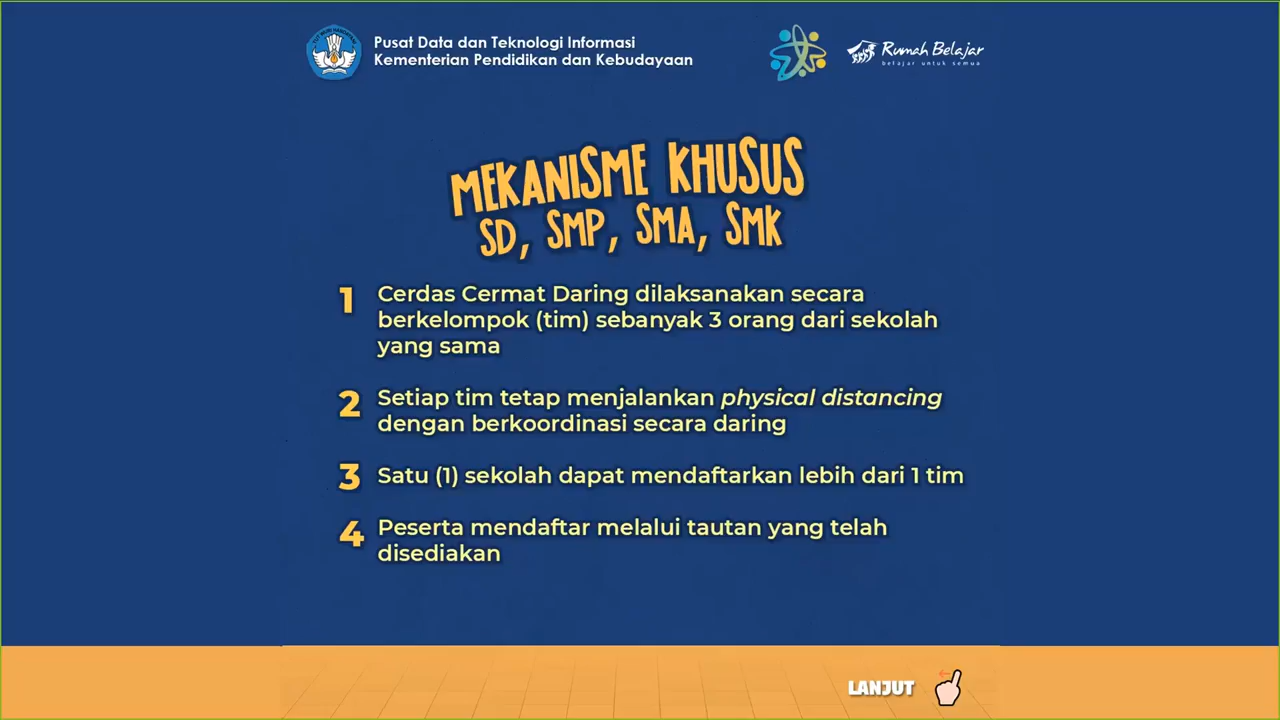 Pusat Data dan Teknologi Informasi
Kementerian Pendidikan dan Kebudayaan
Rumah Belajar
belajar untuk semua
MEKANISME KHUSUS
SD, SMP, SMA, SMK
1 Cerdas Cermat Daring dilaksanakan secara
berkelompok (tim) sebanyak 3 orang dari sekolah
yang sama
2 Setiap tim tetap menjalankan physical distancing
dengan berkoordinasi secara daring
3 Satu (1) sekolah dapat mendaftarkan lebih dari 1 tim
4 Peserta mendaftar melalui tautan yang telah
disediakan
LANJUT